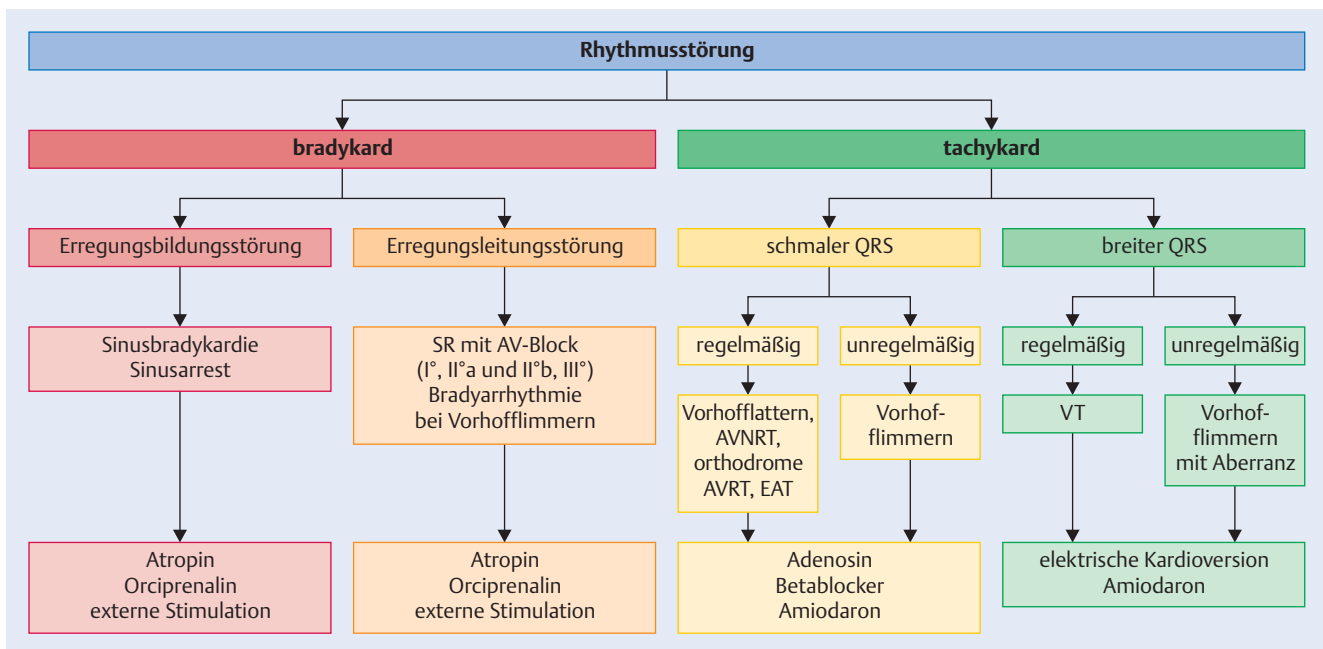 Rhythmusstörung
bradykard
tachykard
Erregungsbildungsstörung
Erregungsleitungsstörung
schmaler QRS
breiter QRS
Sinusbradykardie
Sinusarrest
SR mit AV-Block
(I°, II°a und II°b, III°)
Bradyarrhythmie
bei Vorhofflimmern
regelmäßig
unregelmäßig
regelmäßig
unregelmäßig
Vorhofflattern,
AVNRT,
orthodrome
AVRT, EAT
Vorhof-
flimmern
VT
Vorhof-
flimmern
mit Aberranz
Atropin
Orciprenalin
externe Stimulation
Atropin
Orciprenalin
externe Stimulation
Adenosin
Betablocker
Amiodaron
elektrische Kardioversion
Amiodaron